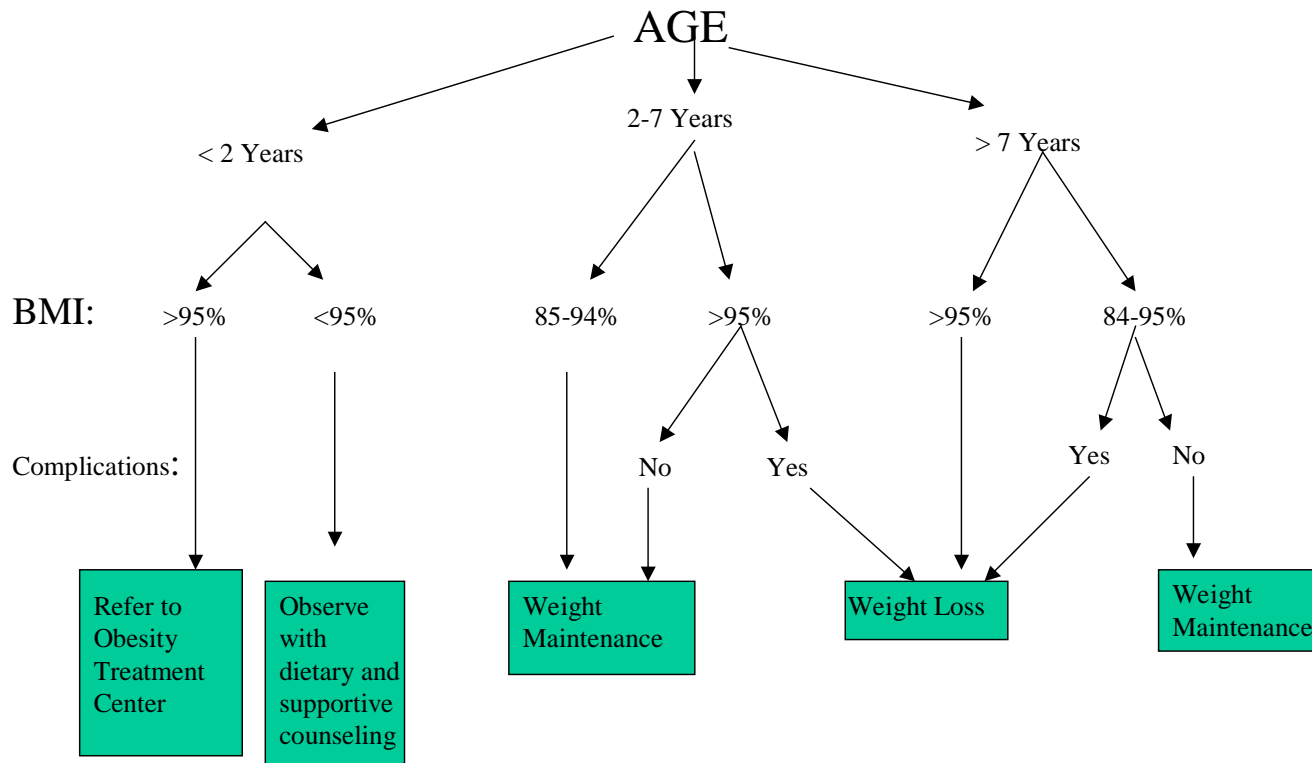 AGE
< 2 Years
2-7 Years
> 7 Years
BMI:
>95%
<95%
85-94%
>95%
>95%
84-95%
Complications:
No
Yes
Yes
No
Refer to
Obesity
Treatment
Center
Observe
with
dietary and
supportive
counseling
Weight
Maintenance
Weight Loss
Weight
Maintenance